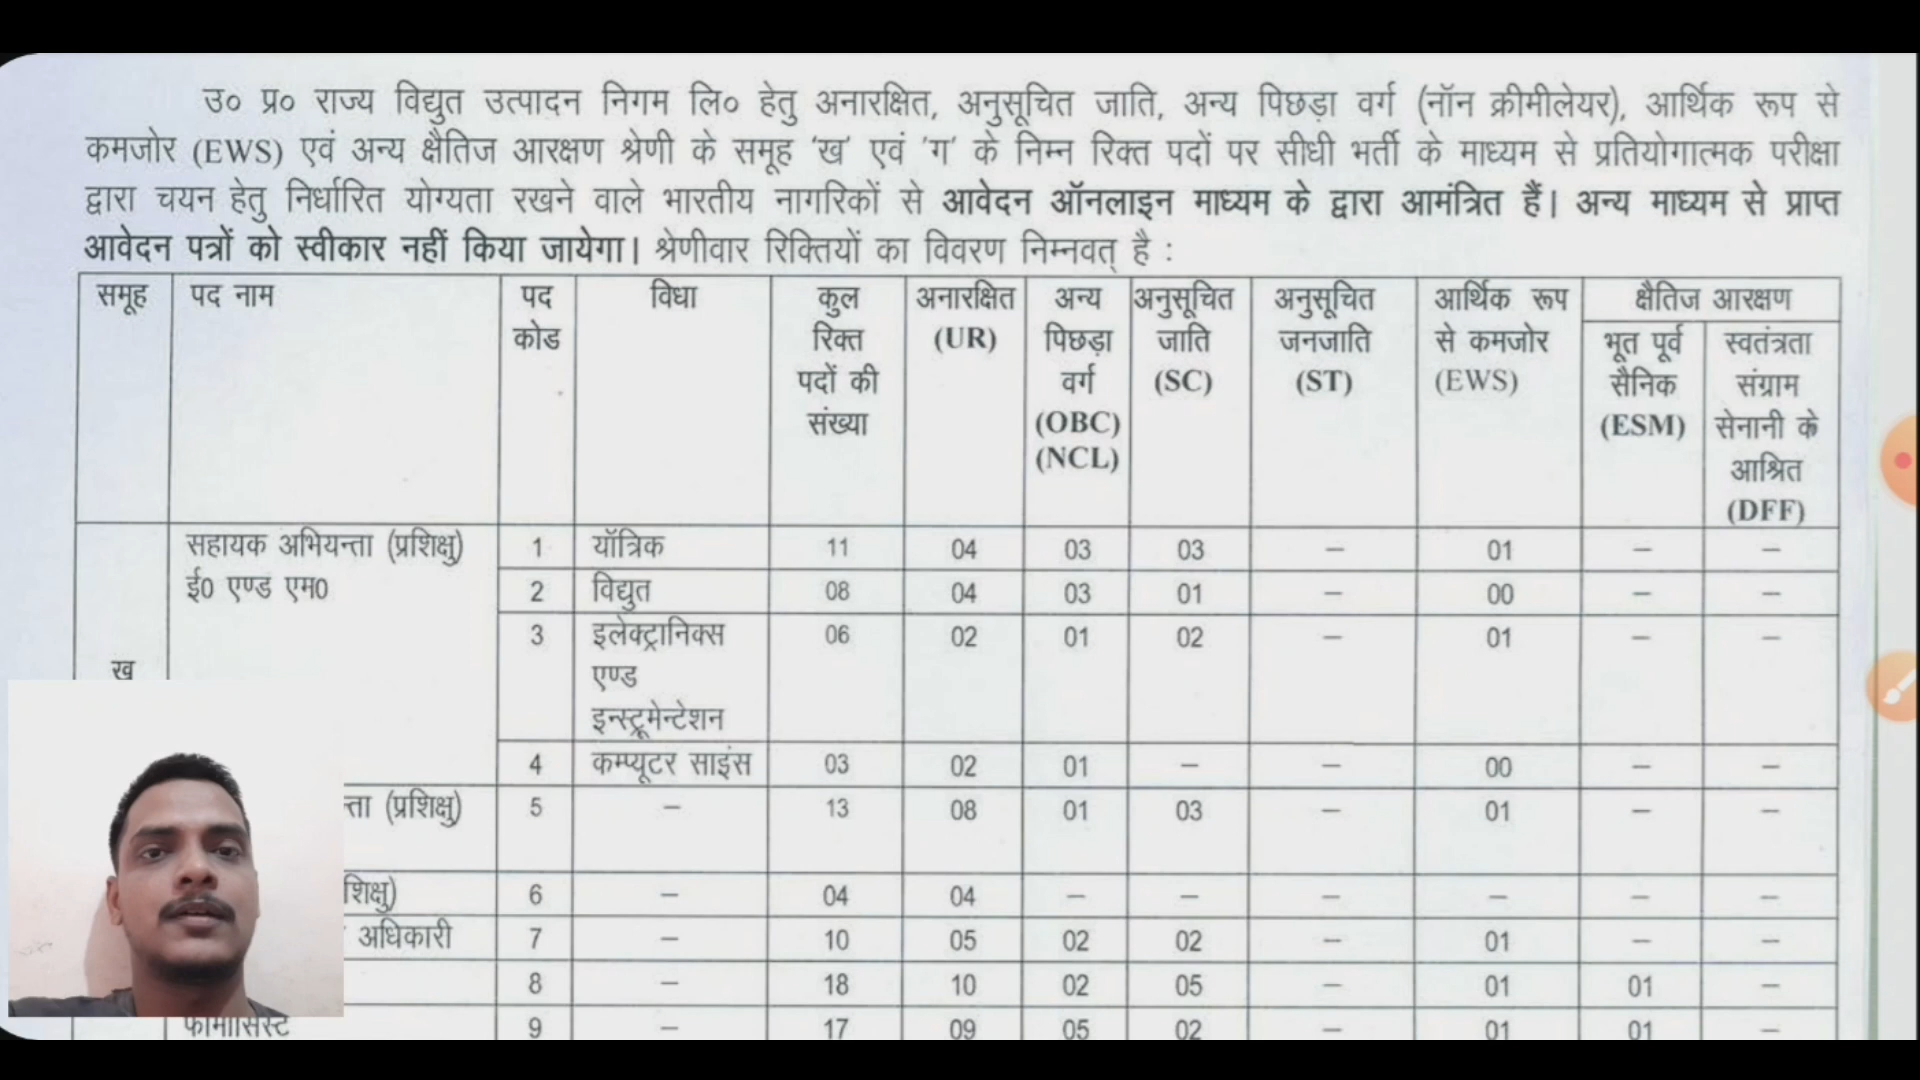 उ० प्र० राज्य विद्युत उत्पादन निगम लि० हेतु अनारक्षित, अनुसूचित जाति, अन्य पिछड़ा वर्ग (नॉन क्रीमीलेयर), आर्थिक रूप से
कमजोर (EWS) एवं अन्य क्षैतिज आरक्षण श्रेणी के समूह 'ख' एवं 'ग' के निम्न रिक्त पदों पर सीधी भर्ती के माध्यम से प्रतियोगात्मक परीक्षा
द्वारा चयन हेतु निर्धारित योग्यता रखने वाले भारतीय नागरिकों से आवेदन ऑनलाइन माध्यम के द्वारा आमंत्रित हैं। अन्य माध्यम से प्राप्त
आवेदन पत्रों को स्वीकार नहीं किया जायेगा। श्रेणीवार रिक्तियों का विवरण निम्नवत् है :
समूह पद नाम पद कोड विधा कुल रिक्त पदों की संख्या अनारक्षित (UR) अन्य पिछड़ा वर्ग (OBC) (NCL) अनुसूचित जाति (SC) अनुसूचित जनजाति (ST) आर्थिक रूप से कमजोर (EWS) क्षैतिज आरक्षण
भूत पूर्व सैनिक (ESM) स्वतंत्रता संग्राम सेनानी के आश्रित (DFF)
ख
सहायक अभियन्ता (प्रशिक्षु) 1 यॉत्रिक 11 04 03 03 – 01 – –
ई0 एण्ड एम0 2 विद्युत 08 04 03 01 – 00 – –
3 इलेक्ट्रानिक्स 06 02 01 02 – 01 – –
एण्ड
इन्स्ट्रूमेन्टेशन
4 कम्प्यूटर साइंस 03 02 01 – – 00 – –
(प्रशिक्षु) 5 – 13 08 01 03 – 01 – –
6 – 04 04 – – – – – –
अधिकारी 7 – 10 05 02 02 – 01 – –
8 – 18 10 02 05 – 01 01 –
9 – 17 09 05 02 – 01 01 –